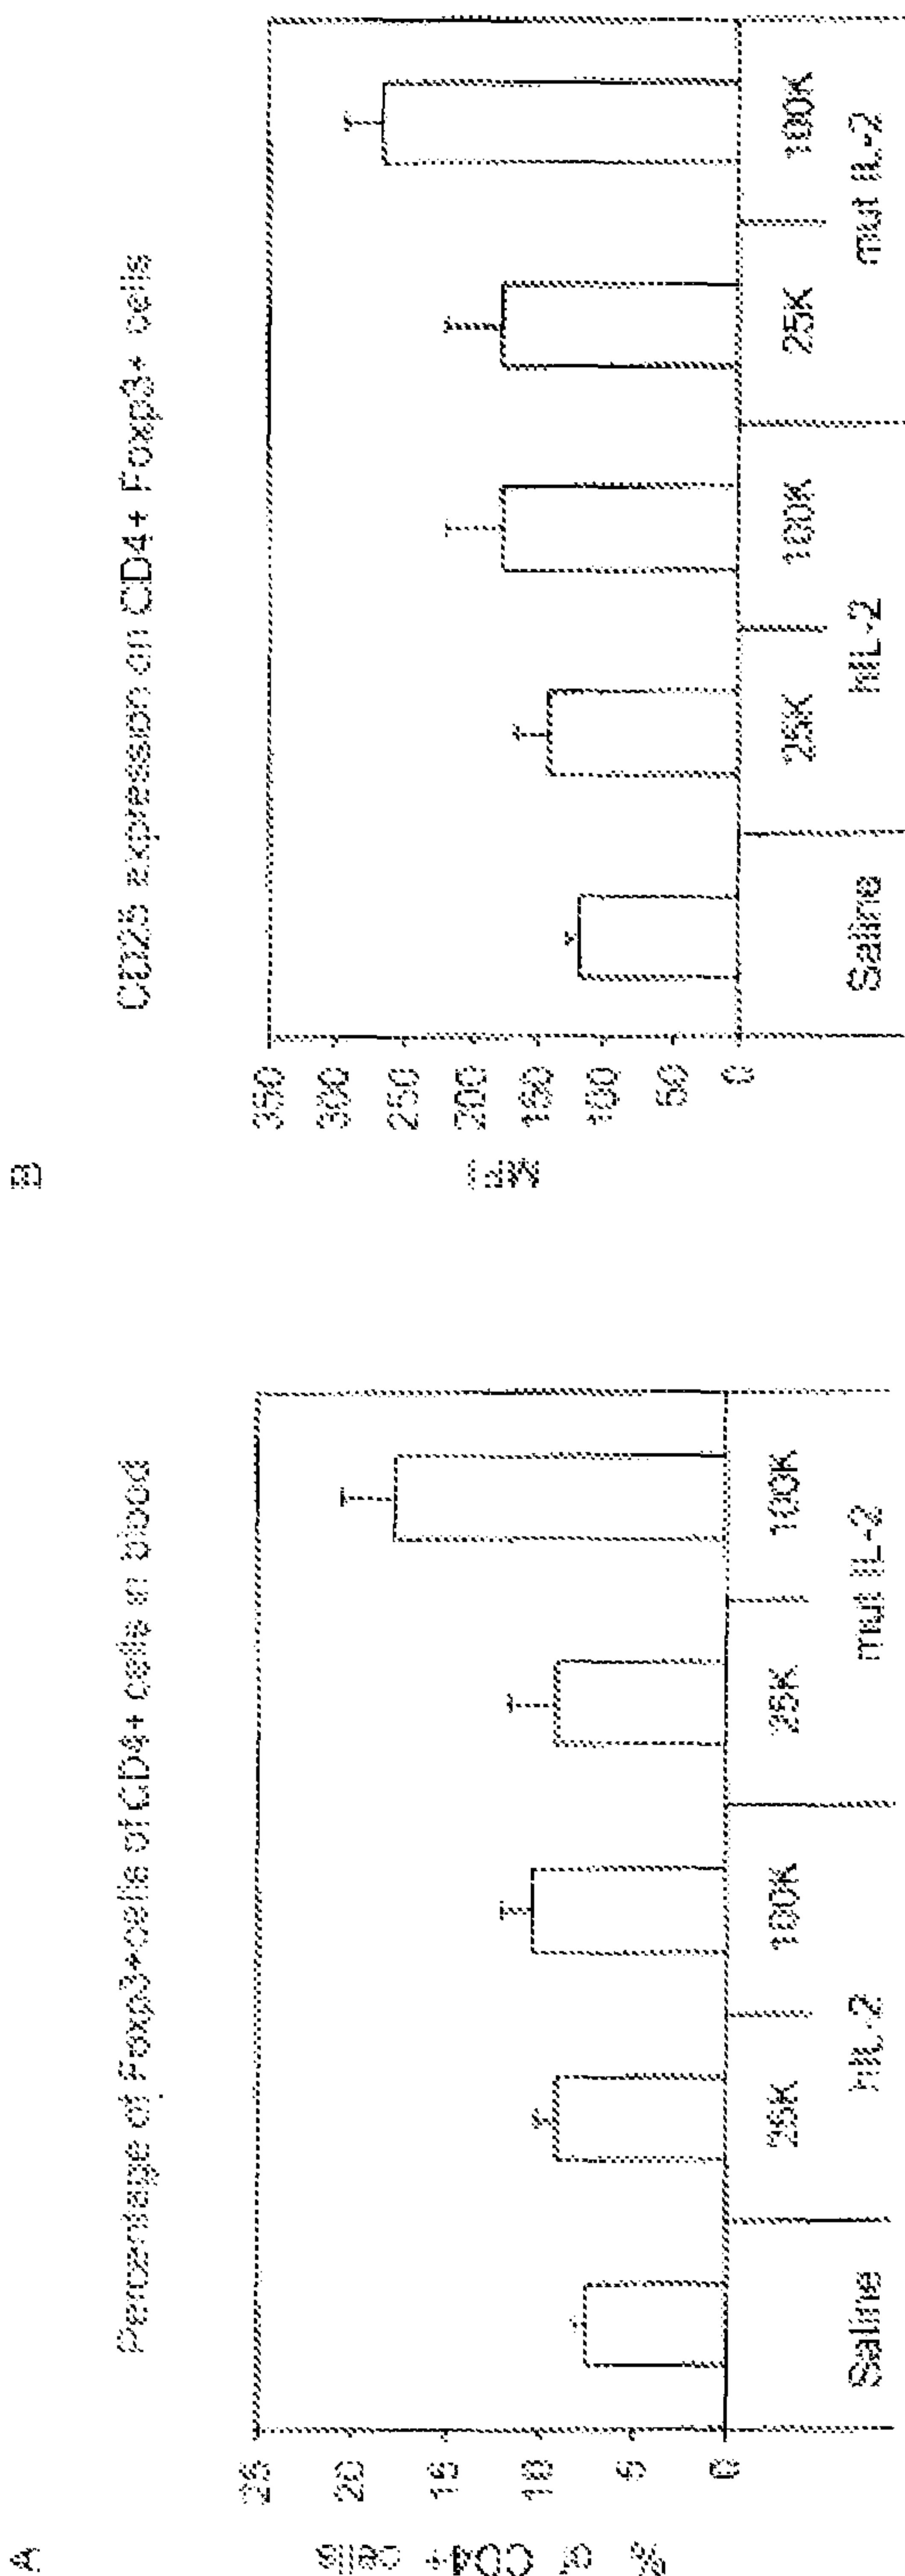 A
Percentage of Foxp3+cells of CD4+ cells in blood
% of CD4+ cells
25
20
15
10
5
0
Saline
25K
100K
25K
100K
hIL-2
mut IL-2
B
CD25 expression on CD4+ Foxp3+ cells
MFI
350
300
250
200
150
100
50
0
Saline
25K
100K
25K
100K
hIL-2
mut IL-2